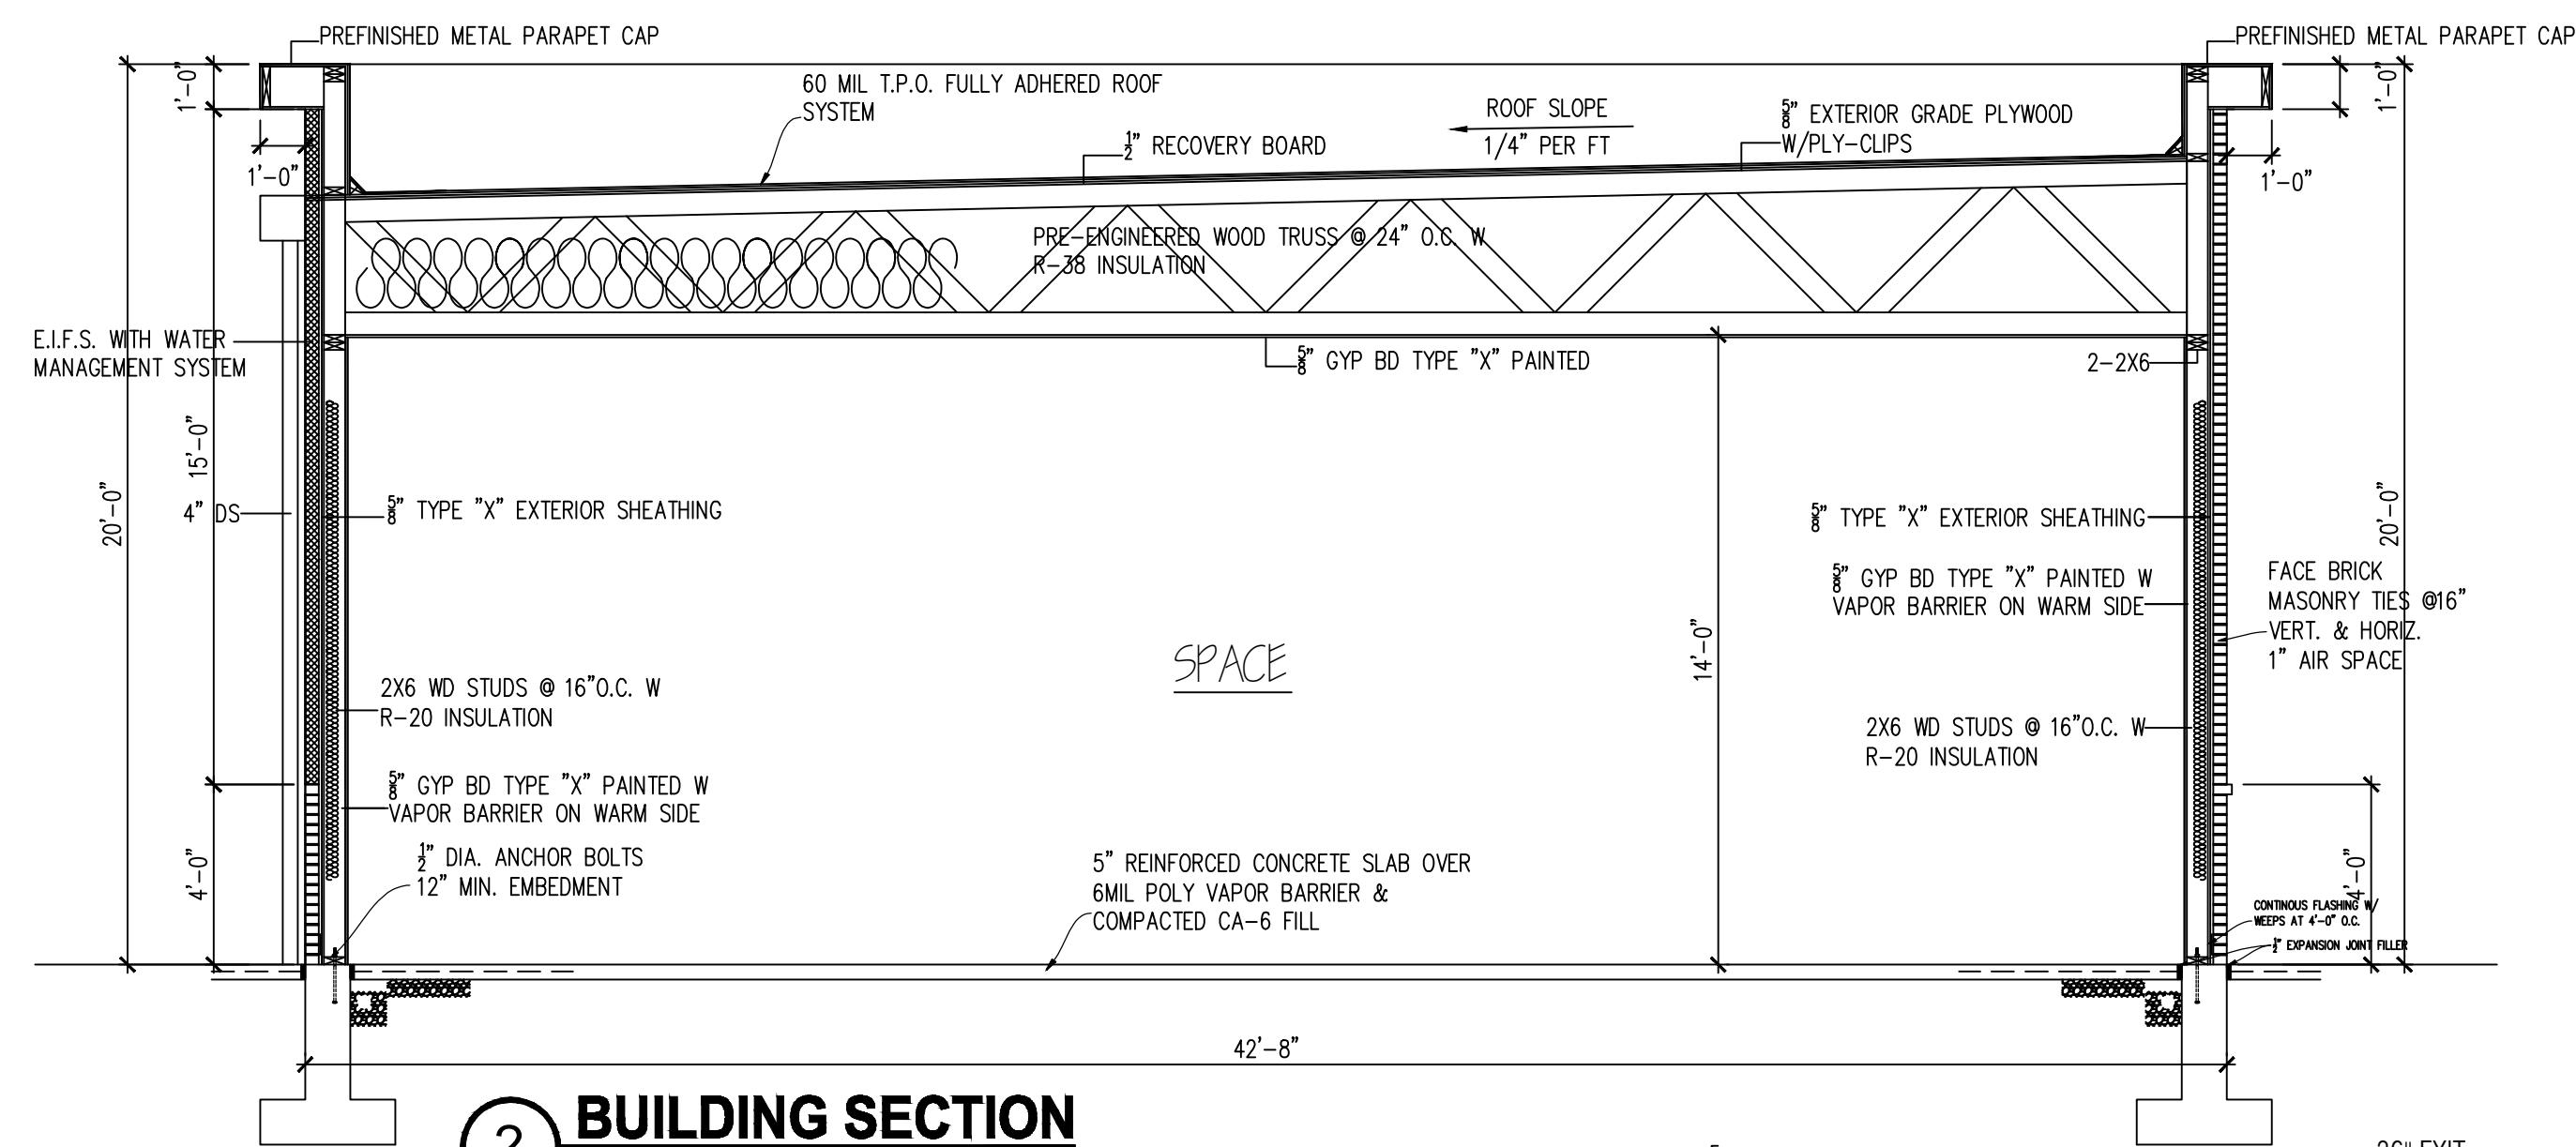 PREFINISHED METAL PARAPET CAP
PREFINISHED METAL PARAPET CAP
1'-0"
60 MIL T.P.O. FULLY ADHERED ROOF
SYSTEM
ROOF SLOPE
1/4" PER FT
5/8" EXTERIOR GRADE PLYWOOD
W/PLY-CLIPS
1'-0"
1/2" RECOVERY BOARD
1'-0"
1'-0"
PRE-ENGINEERED WOOD TRUSS @ 24" O.C. W
R-38 INSULATION
E.I.F.S. WITH WATER
MANAGEMENT SYSTEM
5/8" GYP BD TYPE "X" PAINTED
2-2X6
15'-0"
20'-0"
4" DS
5/8" TYPE "X" EXTERIOR SHEATHING
5/8" TYPE "X" EXTERIOR SHEATHING
20'-0"
5/8" GYP BD TYPE "X" PAINTED W
VAPOR BARRIER ON WARM SIDE
FACE BRICK
MASONRY TIES @16"
VERT. & HORIZ.
1" AIR SPACE
14'-0"
SPACE
2X6 WD STUDS @ 16"O.C. W
R-20 INSULATION
2X6 WD STUDS @ 16"O.C. W
R-20 INSULATION
5/8" GYP BD TYPE "X" PAINTED W
VAPOR BARRIER ON WARM SIDE
4'-0"
1/2" DIA. ANCHOR BOLTS
12" MIN. EMBEDMENT
5" REINFORCED CONCRETE SLAB OVER
6MIL POLY VAPOR BARRIER &
COMPACTED CA-6 FILL
4'-0"
CONTINOUS FLASHING W/
WEEPS AT 4'-0" O.C.
1/2" EXPANSION JOINT FILLER
42'-8"
2
BUILDING SECTION